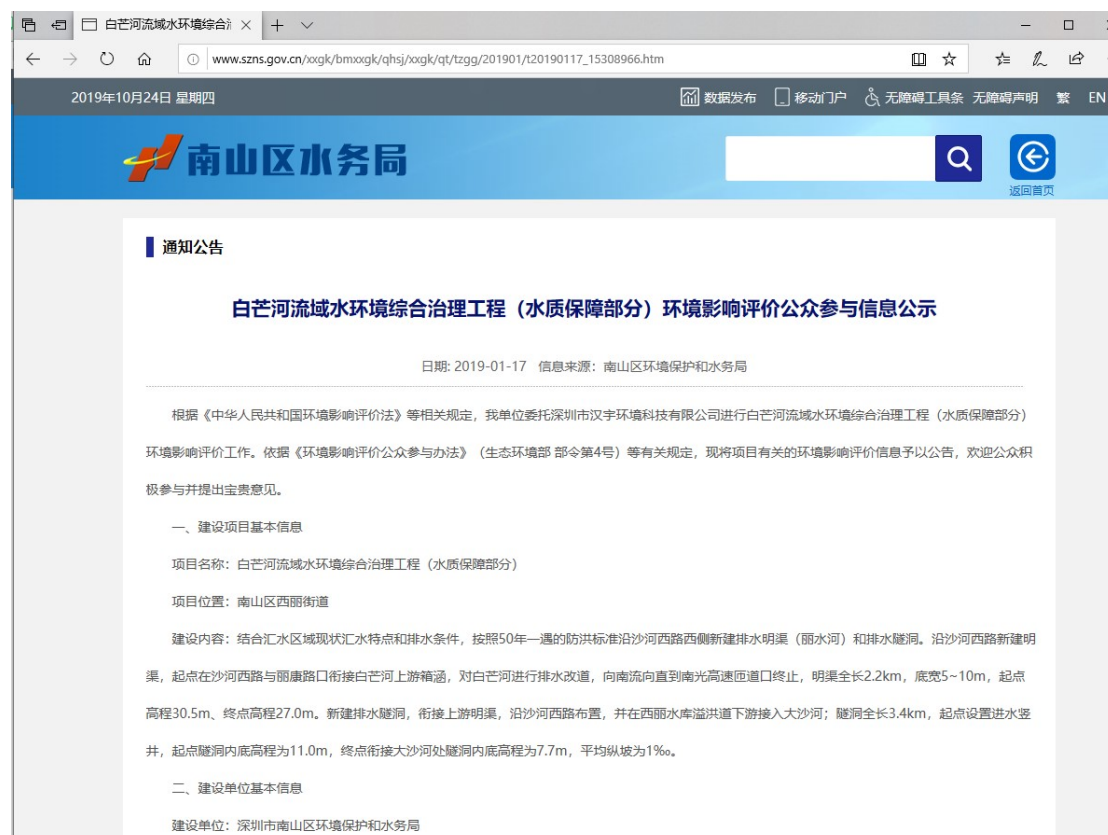 白芒河流域水环境综合
www.szns.gov.cn/xxgk/bmxxgk/qhsj/xxgk/qt/tzgg/201901/t20190117_15308966.htm
2019年10月24日 星期四 数据发布 移动门户 无障碍工具条 无障碍声明 繁 EN
南山区水务局
返回首页
通知公告
白芒河流域水环境综合治理工程（水质保障部分）环境影响评价公众参与信息公示
日期: 2019-01-17 信息来源：南山区环境保护和水务局
根据《中华人民共和国环境影响评价法》等相关规定，我单位委托深圳市汉宇环境科技有限公司进行白芒河流域水环境综合治理工程（水质保障部分）
环境影响评价工作。依据《环境影响评价公众参与办法》（生态环境部 部令第4号）等有关规定，现将项目有关的环境影响评价信息予以公告，欢迎公众积
极参与并提出宝贵意见。
一、建设项目基本信息
项目名称：白芒河流域水环境综合治理工程（水质保障部分）
项目位置：南山区西丽街道
建设内容：结合汇水区域现状汇水特点和排水条件，按照50年一遇的防洪标准沿沙河西路西侧新建排水明渠（丽水河）和排水隧洞。沿沙河西路新建明
渠，起点在沙河西路与丽康路口衔接白芒河上游箱涵，对白芒河进行排水改道，向南流向直到南光高速匝道口终止，明渠全长2.2km，底宽5~10m，起点
高程30.5m、终点高程27.0m。新建排水隧洞，衔接上游明渠，沿沙河西路布置，并在西丽水库溢洪道下游接入大沙河；隧洞全长3.4km，起点设置进水竖
井，起点隧洞内底高程为11.0m，终点衔接大沙河处隧洞内底高程为7.7m，平均纵坡为1‰。
二、建设单位基本信息
建设单位：深圳市南山区环境保护和水务局